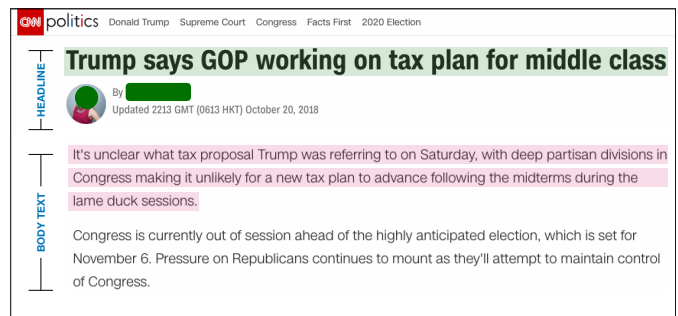 CNN politics Donald Trump Supreme Court Congress Facts First 2020 Election
Trump says GOP working on tax plan for middle class
HEADLINE
By
Updated 2213 GMT (0613 HKT) October 20, 2018
It's unclear what tax proposal Trump was referring to on Saturday, with deep partisan divisions in
Congress making it unlikely for a new tax plan to advance following the midterms during the
lame duck sessions.
BODY TEXT
Congress is currently out of session ahead of the highly anticipated election, which is set for
November 6. Pressure on Republicans continues to mount as they'll attempt to maintain control
of Congress.